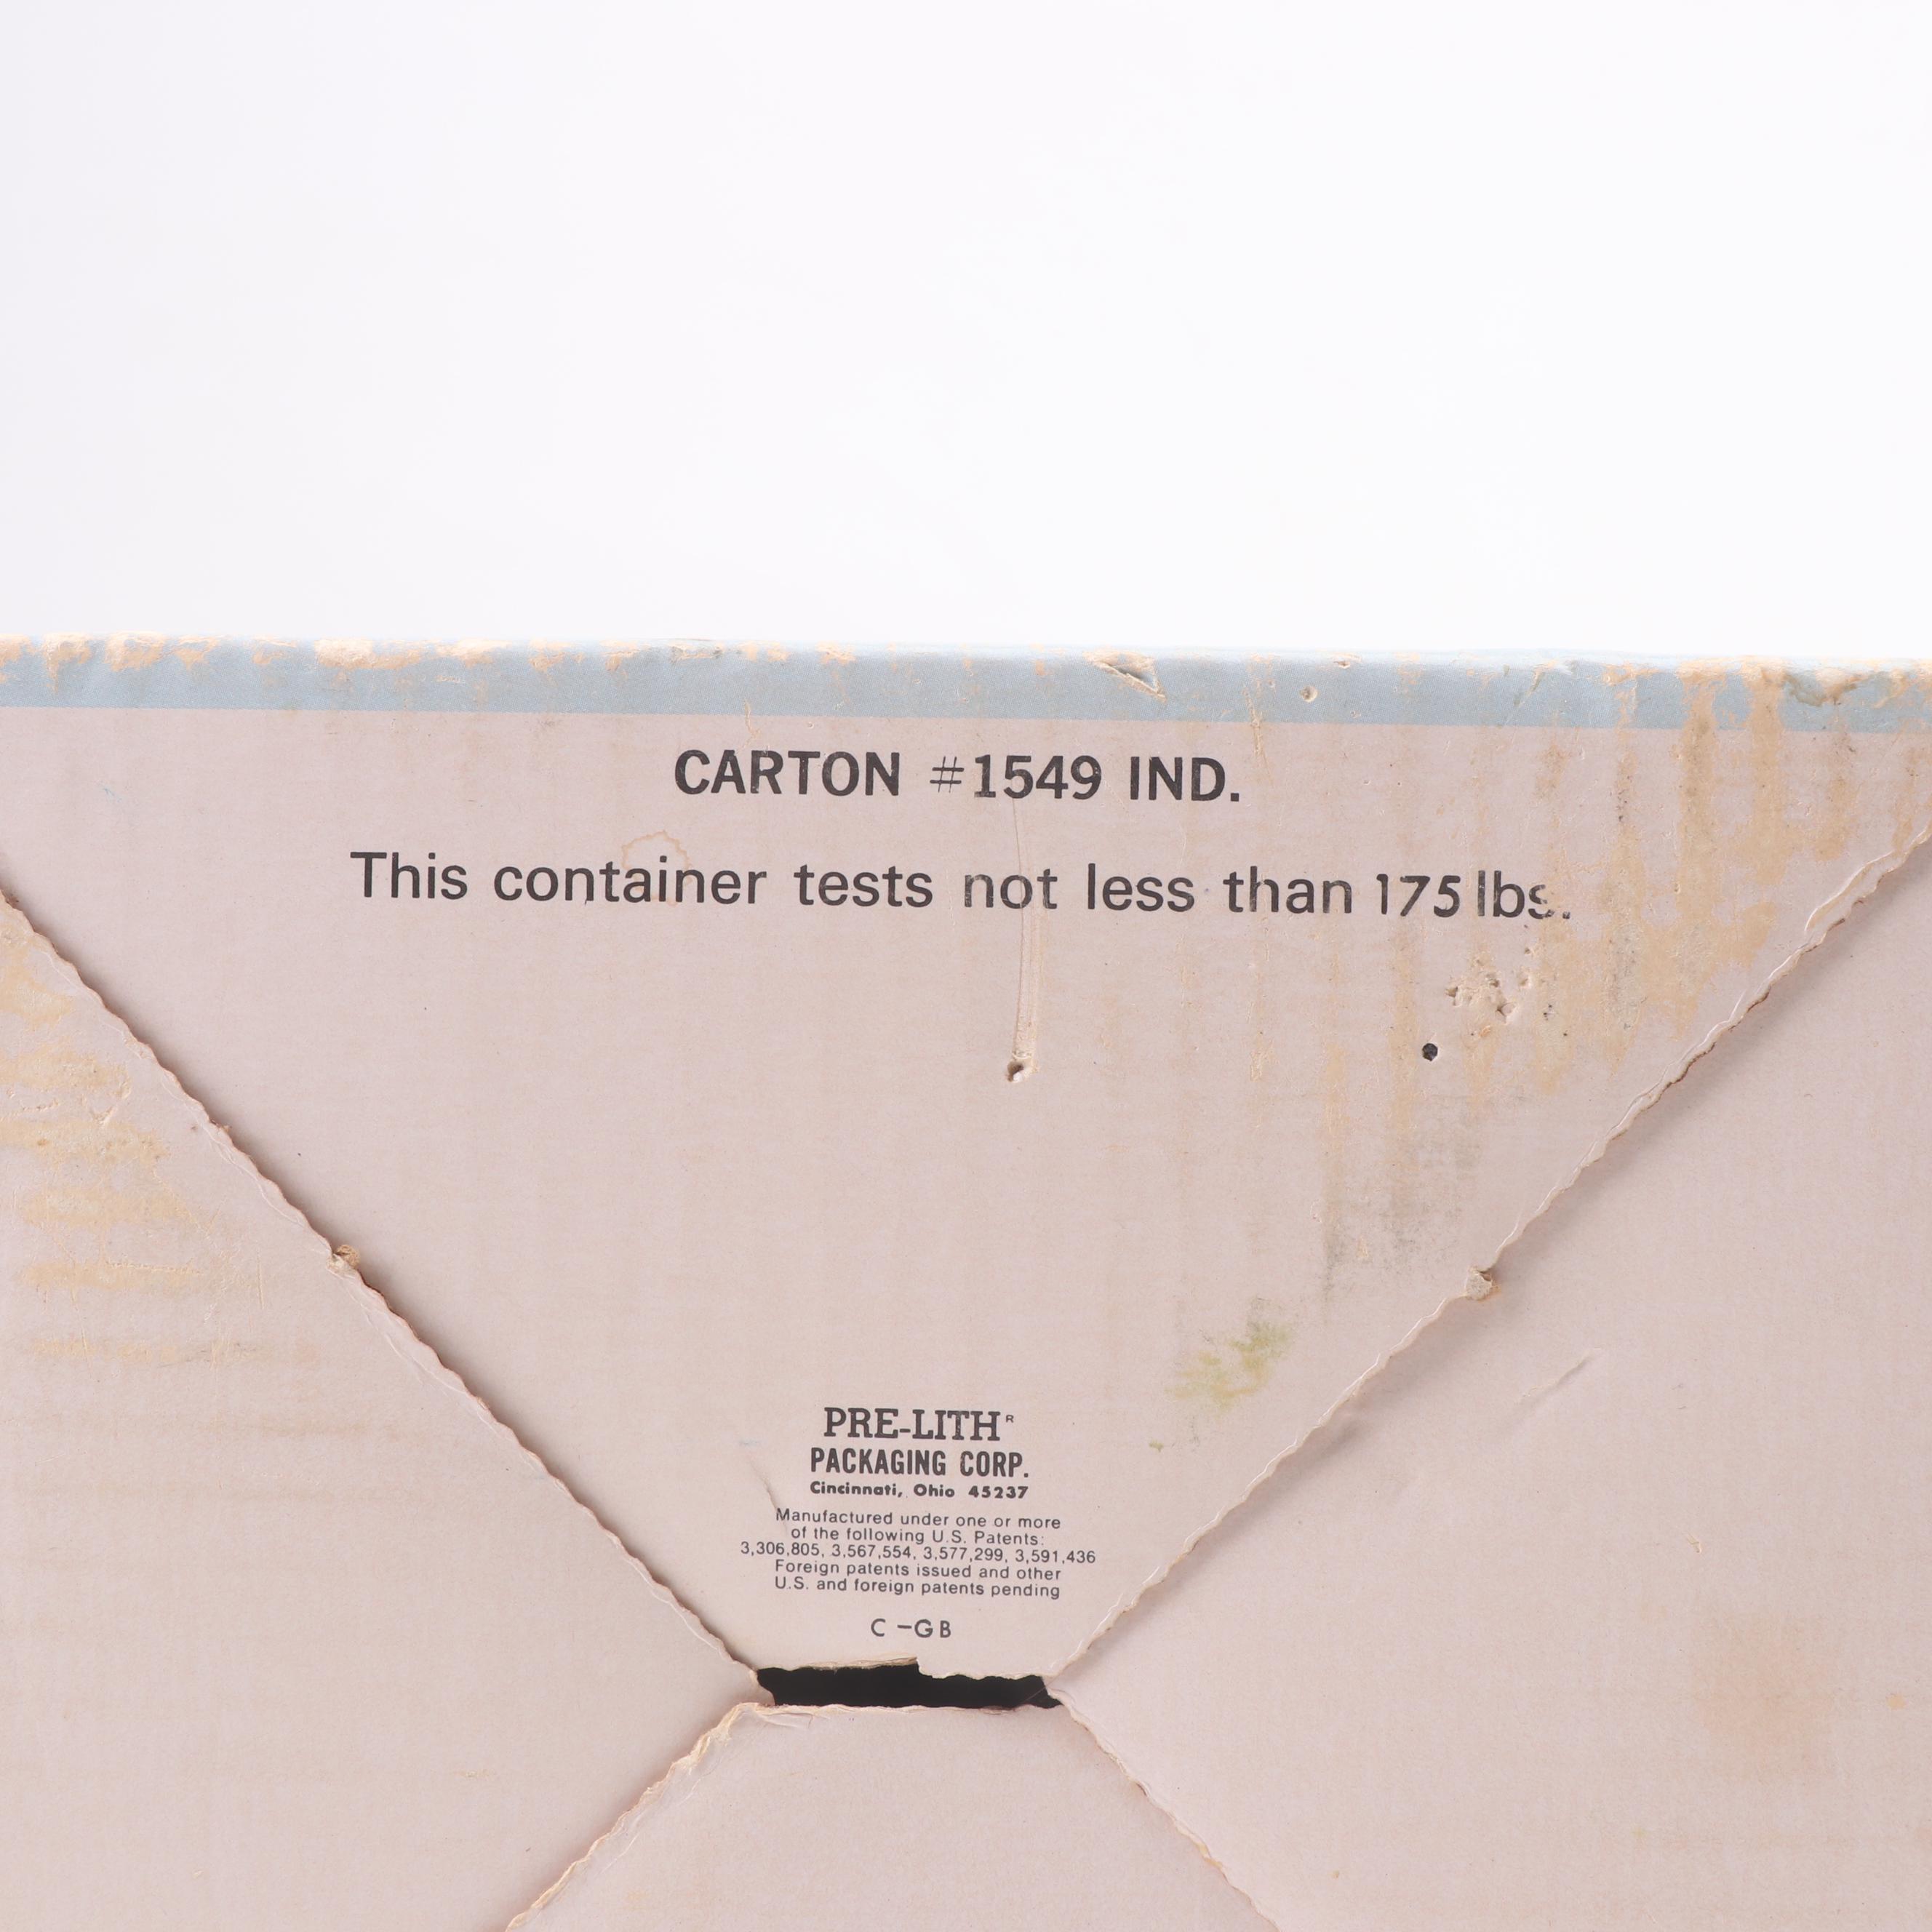 CARTON #1549 IND.
This container tests not less than 175 lbs.
PRE-LITH R
PACKAGING CORP.
Cincinnati, Ohio 45237
Manufactured under one or more
of the following U.S. Patents:
3,306,805, 3,567,554, 3,577,299, 3,591,436
Foreign patents issued and other
U.S. and foreign patents pending
C -GB